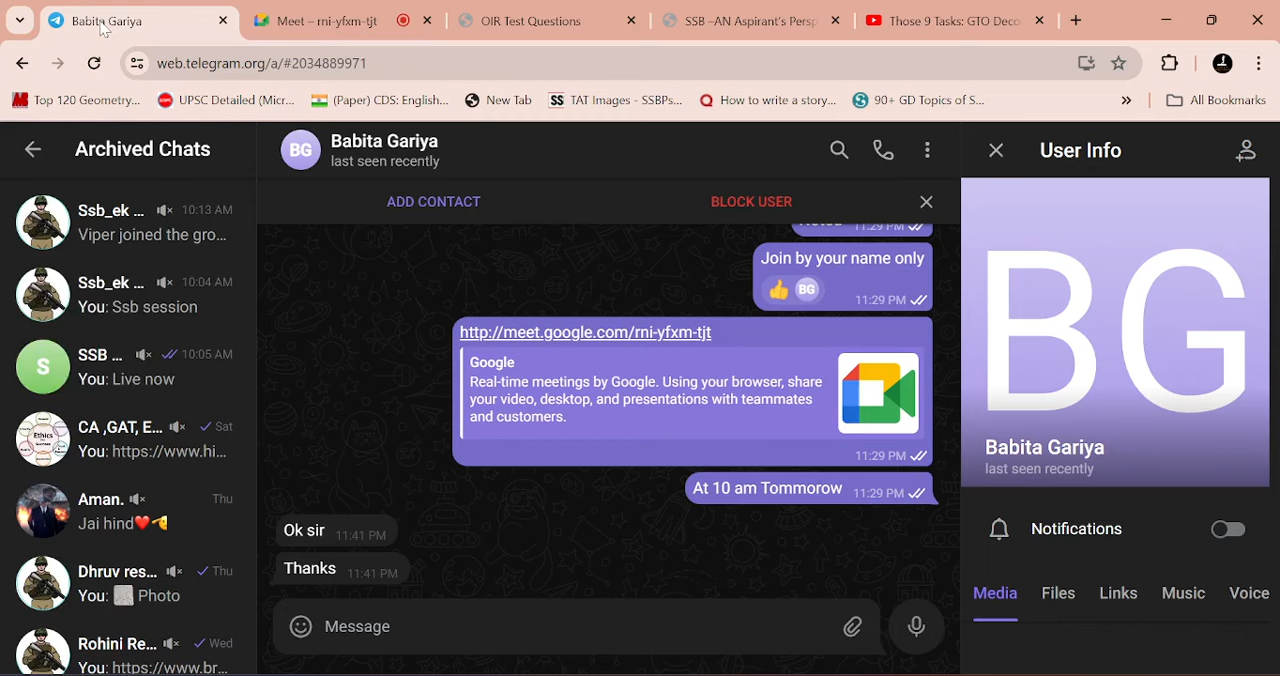 Babita Gariya
Meet – rni-yfxm-tjt
OIR Test Questions
SSB –AN Aspirant's Persp
Those 9 Tasks: GTO Deco
web.telegram.org/a/#2034889971
Top 120 Geometry...
UPSC Detailed (Micr...
(Paper) CDS: English...
New Tab
SS TAT Images - SSBPs...
How to write a story...
90+ GD Topics of S...
All Bookmarks
Archived Chats
Ssb_ek ... 10:13 AM
Viper joined the gro...
Ssb_ek ... 10:04 AM
You: Ssb session
S
SSB ... 10:05 AM
You: Live now
CA ,GAT, E... Sat
You: https://www.hi...
Aman. Thu
Jai hind
Dhruv res... Thu
You: Photo
Rohini Re... Wed
You: https://www.br...
BG
Babita Gariya
last seen recently
ADD CONTACT
BLOCK USER
Noted 11:29 PM
Join by your name only
BG 11:29 PM
http://meet.google.com/rni-yfxm-tjt
Google
Real-time meetings by Google. Using your browser, share
your video, desktop, and presentations with teammates
and customers.
11:29 PM
At 10 am Tommorow 11:29 PM
Ok sir 11:41 PM
Thanks 11:41 PM
Message
User Info
BG
Babita Gariya
last seen recently
Notifications
Media Files Links Music Voice